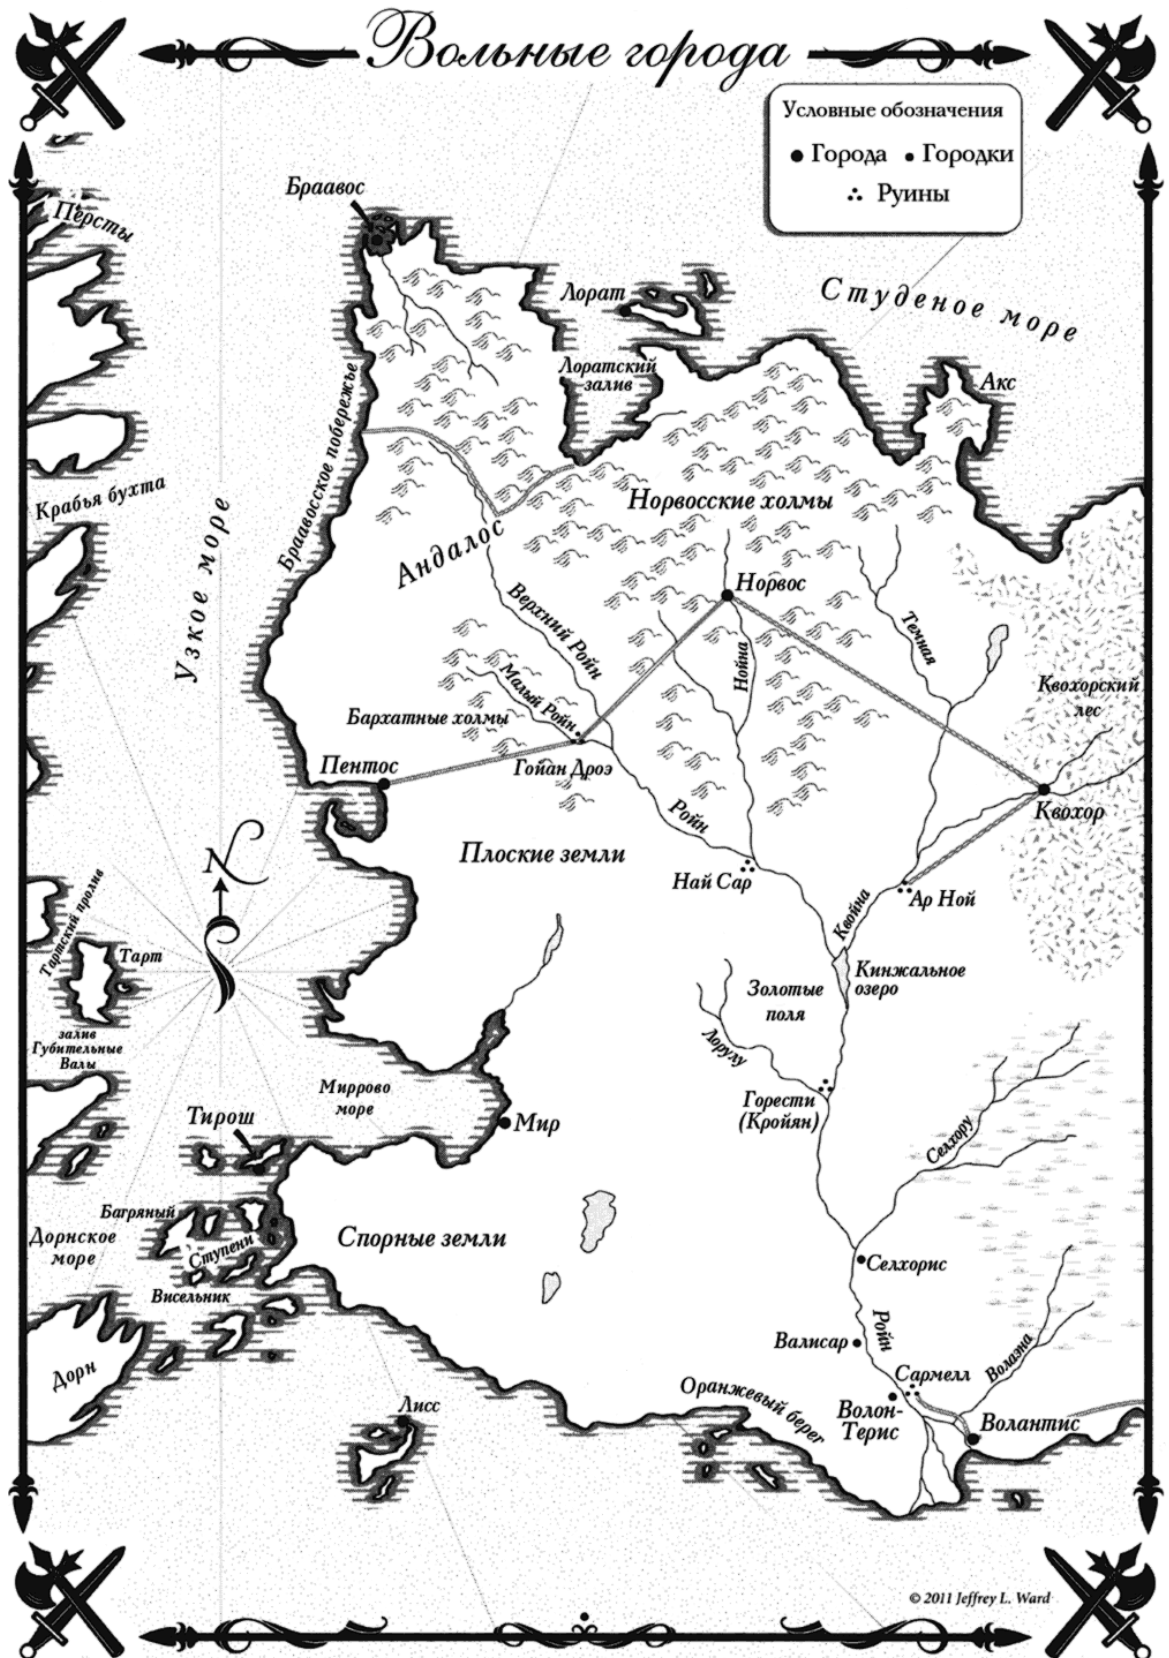 Вольные города
Условные обозначения
Города
Городки
Руины
Браавос
Персты
Лорат
Студеное море
Лоратский
залив
Акс
Браавосское побережье
Крабья бухта
Узкое море
Норвосские холмы
Андалос
Норвос
Верхний Ройн
Темная
Нойна
Малый Ройн
Квохорский
лес
Бархатные холмы
Пентос
Гойан Дроэ
Квохор
Ройн
Плоские земли
Най Сар
Ар Ной
Квойна
Тартский пролив
Тарт
N
Кинжальное
озеро
Золотые
поля
залив
Губительные
Валы
Лорулу
Миррово
море
Горести
(Кройян)
Тирош
Мир
Селхору
Багряный
Дорнское
море
Ступени
Спорные земли
Селхорис
Висельник
Ройн
Валисар
Волаэна
Дорн
Сармелл
Оранжевый берег
Лисс
Волон-
Терис
Волантис
© 2011 Jeffrey L. Ward